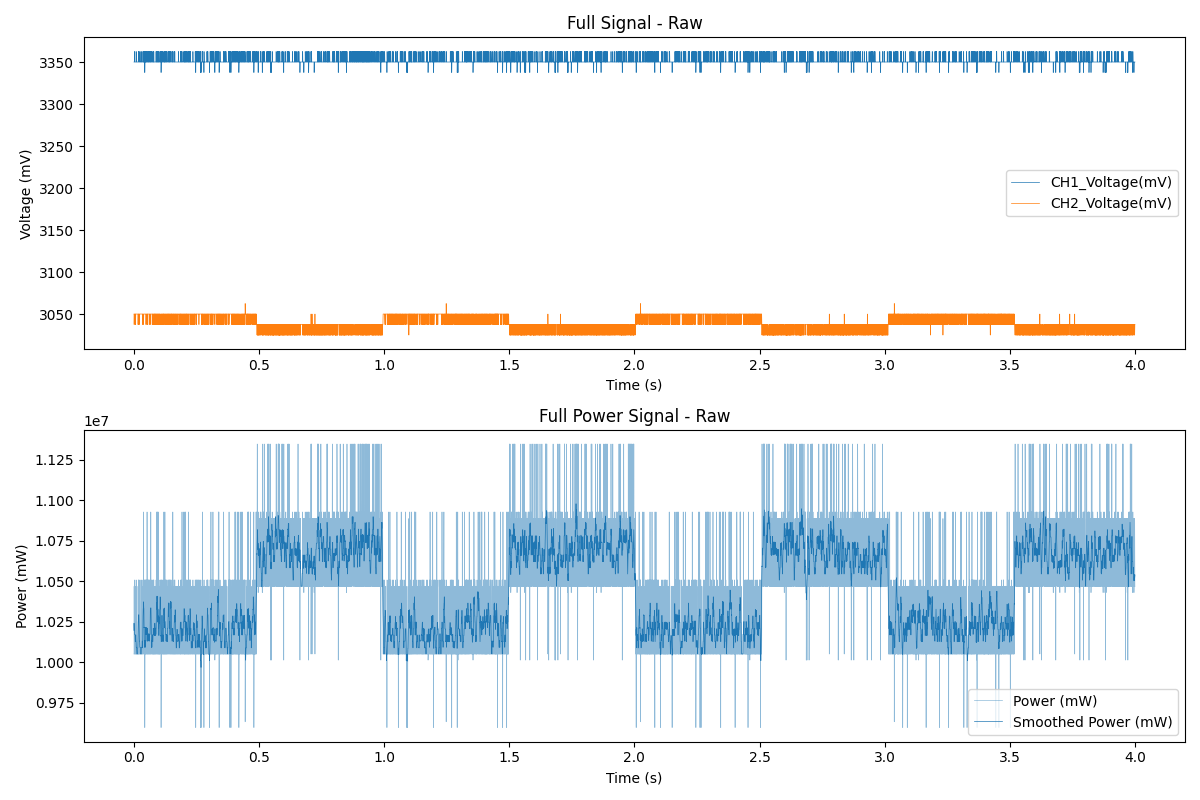 Full Signal - Raw
Voltage (mV)
3350
3300
3250
3200
3150
3100
3050
CH1_Voltage(mV)
CH2_Voltage(mV)
0.0 0.5 1.0 1.5 2.0 2.5 3.0 3.5 4.0
Time (s)
Full Power Signal - Raw
1e7
Power (mW)
1.125
1.100
1.075
1.050
1.025
1.000
0.975
Power (mW)
Smoothed Power (mW)
0.0 0.5 1.0 1.5 2.0 2.5 3.0 3.5 4.0
Time (s)